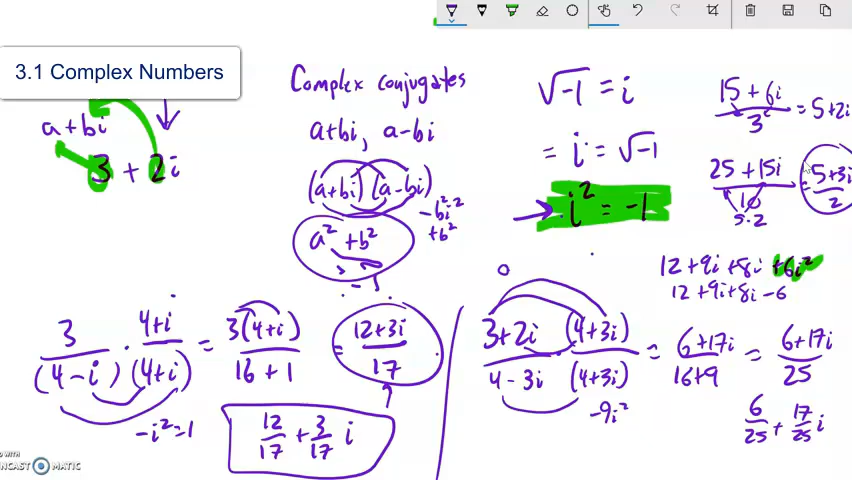 3.1 Complex Numbers
a+bi
3 + 2i
Complex conjugates
a+bi, a-bi
(a+bi)(a-bi)
-b²i²
+b²
a² + b²
√-1 = i
= i = √-1
→ i² = -1
15 + 6i / 3 = 5+2i
25 + 15i / 10 = 5+3i / 2
5·2
12 + 9i + 8i + 6i²
12 + 9i + 8i - 6
3 / (4-i) · 4+i / (4+i) = 3(4+i) / 16 + 1 = 12+3i / 17
-i² = 1
12/17 + 3/17 i
3+2i / 4-3i · (4+3i) / (4+3i) = 6+17i / 16+9 = 6+17i / 25
-9i²
6/25 + 17/25 i